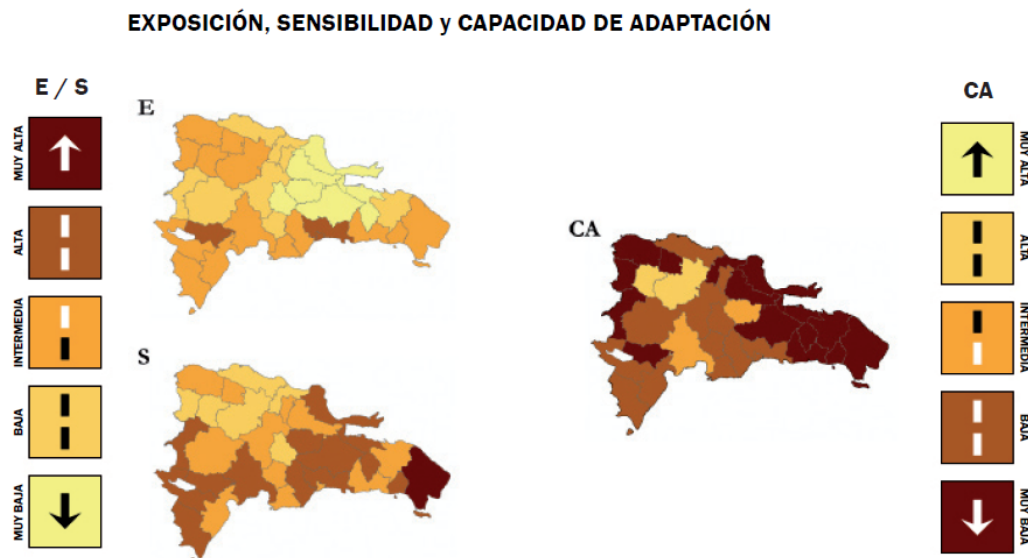 EXPOSICIÓN, SENSIBILIDAD y CAPACIDAD DE ADAPTACIÓN
E / S
MUY ALTA
ALTA
INTERMEDIA
BAJA
MUY BAJA
E
S
CA
CA
MUY ALTA
ALTA
INTERMEDIA
BAJA
MUY BAJA